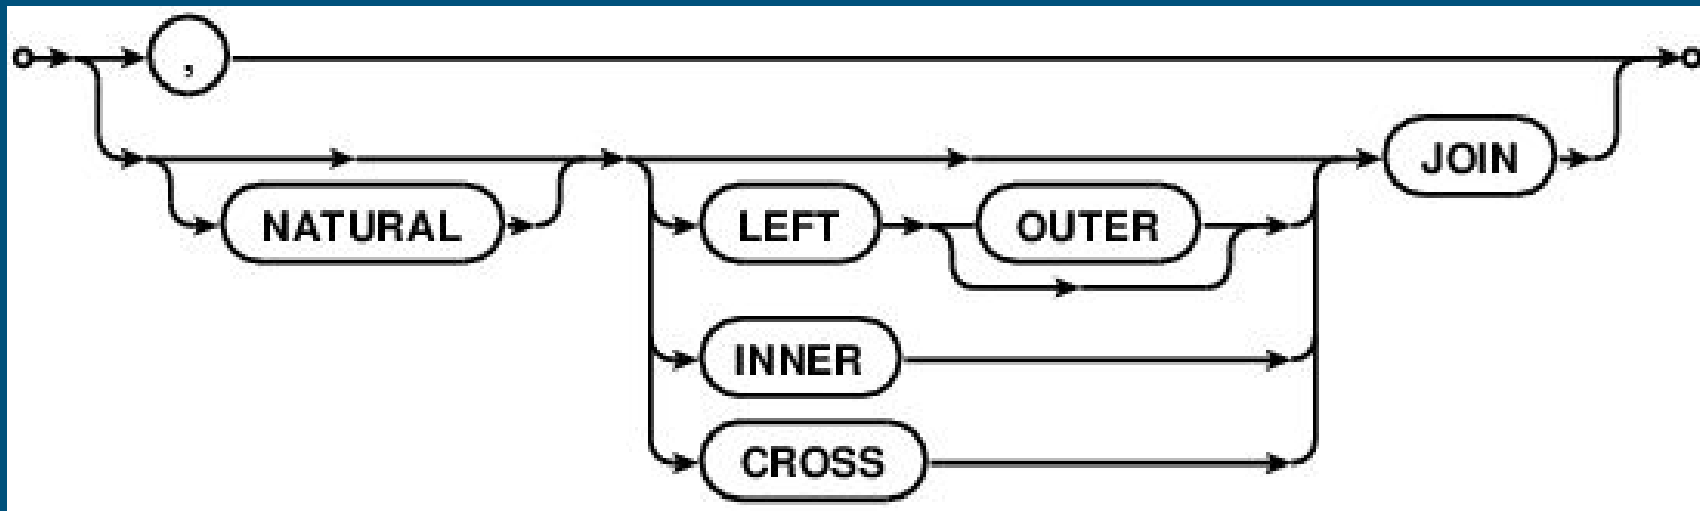 ,
JOIN
NATURAL LEFT OUTER
INNER
CROSS